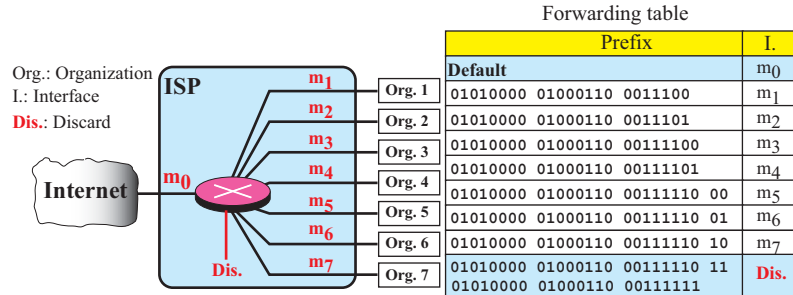 Forwarding table
Prefix I.
Default m0
01010000 01000110 0011100 m1
01010000 01000110 0011101 m2
01010000 01000110 00111100 m3
01010000 01000110 00111101 m4
01010000 01000110 00111110 00 m5
01010000 01000110 00111110 01 m6
01010000 01000110 00111110 10 m7
01010000 01000110 00111110 11 Dis.
01010000 01000110 00111111
Org.: Organization
I.: Interface
Dis.: Discard
ISP
Internet
m0
m1
m2
m3
m4
m5
m6
m7
Dis.
Org. 1
Org. 2
Org. 3
Org. 4
Org. 5
Org. 6
Org. 7